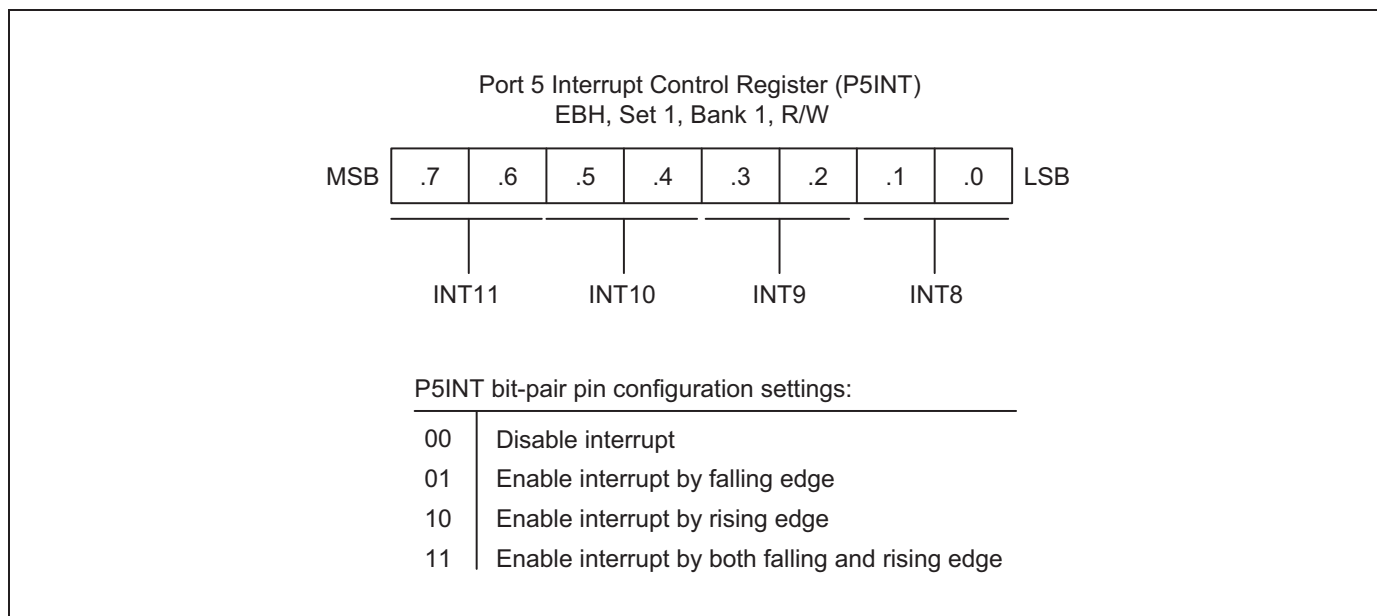 Port 5 Interrupt Control Register (P5INT)
EBH, Set 1, Bank 1, R/W
MSB .7 .6 .5 .4 .3 .2 .1 .0 LSB
INT11 INT10 INT9 INT8
P5INT bit-pair pin configuration settings:
00 Disable interrupt
01 Enable interrupt by falling edge
10 Enable interrupt by rising edge
11 Enable interrupt by both falling and rising edge